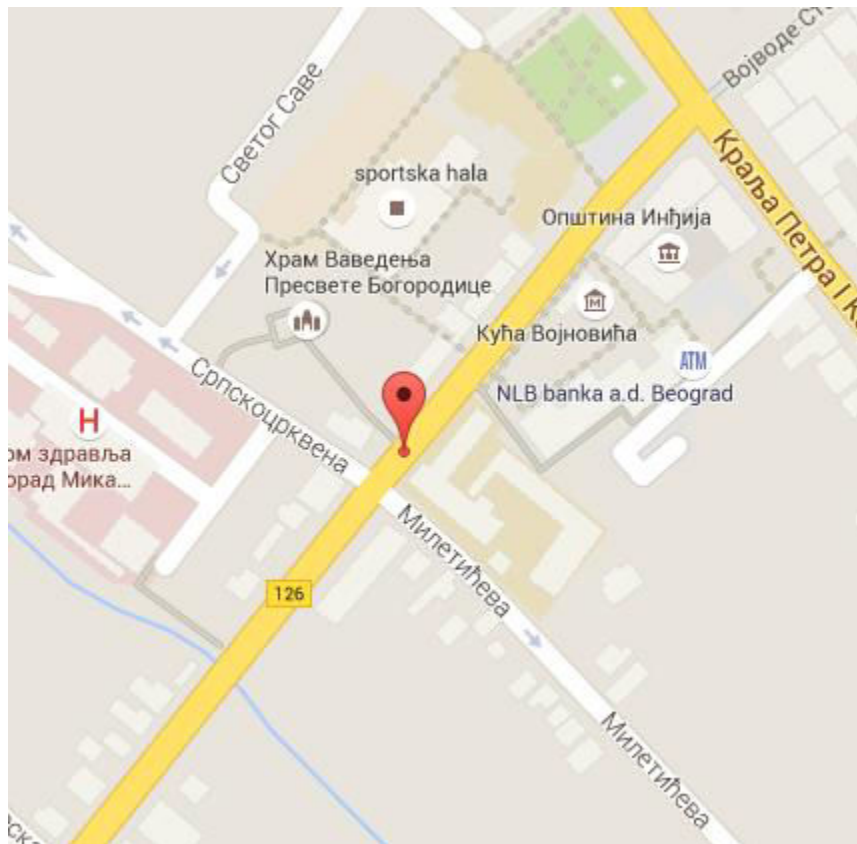 Војводе
Светог Саве
Краља Петра I
sportska hala
Општина Инђија
Храм Ваведења
Пресвете Богородице
Кућа Војновића
ATM
NLB banka a.d. Beograd
Српскоцрквена
H
ом здравља
орад Мика...
Милетићева
126
Милетићева